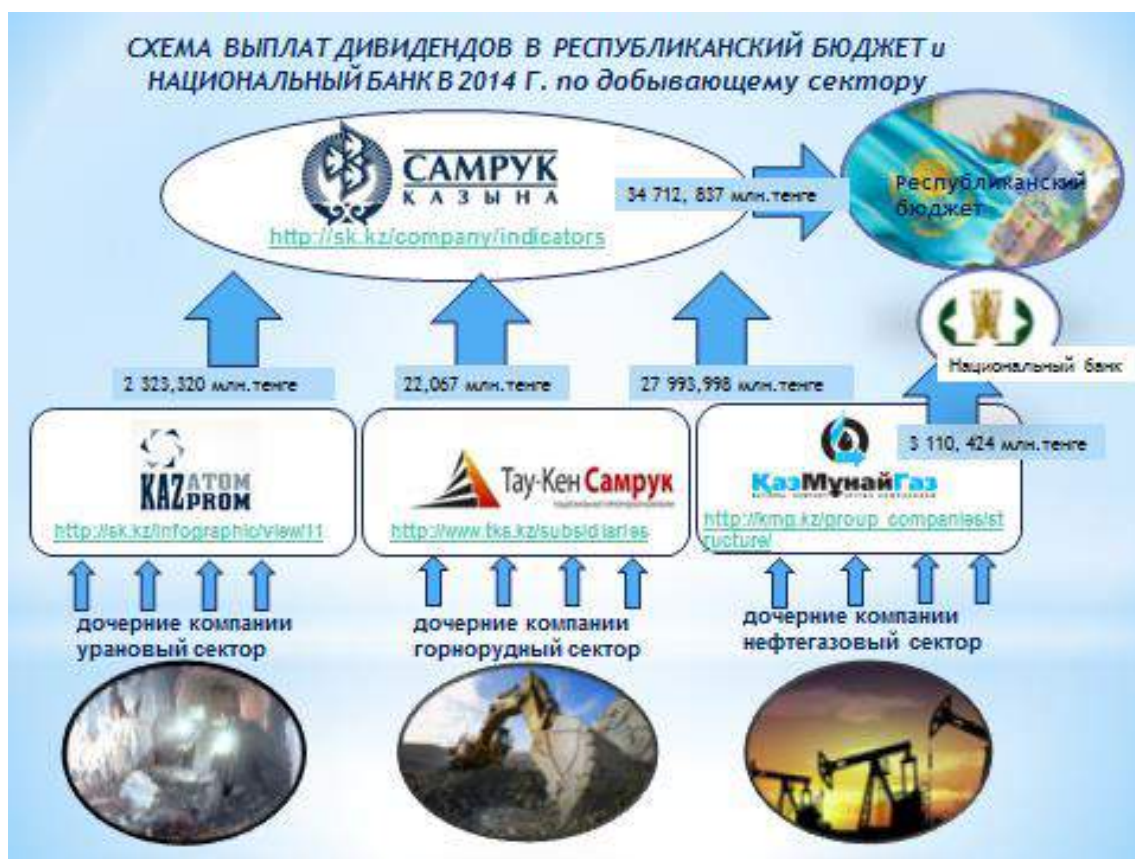 СХЕМА ВЫПЛАТ ДИВИДЕНДОВ В РЕСПУБЛИКАНСКИЙ БЮДЖЕТ и
НАЦИОНАЛЬНЫЙ БАНК В 2014 Г. по добывающему сектору
САМРУК
КАЗЫНА
34 712, 837 млн.тенге
Республиканский
бюджет
http://sk.kz/company/indicators
Национальный банк
2 323,320 млн.тенге
22,067 млн.тенге
27 993,998 млн.тенге
3 110, 424 млн.тенге
KAZATOMPROM
Тау-Кен Самрук
ҚазМұнайГаз
http://sk.kz/infographic/view/11
http://www.tks.kz/subsidiaries
http://kmg.kz/group_companies/st
ructure/
дочерние компании
урановый сектор
дочерние компании
горнорудный сектор
дочерние компании
нефтегазовый сектор